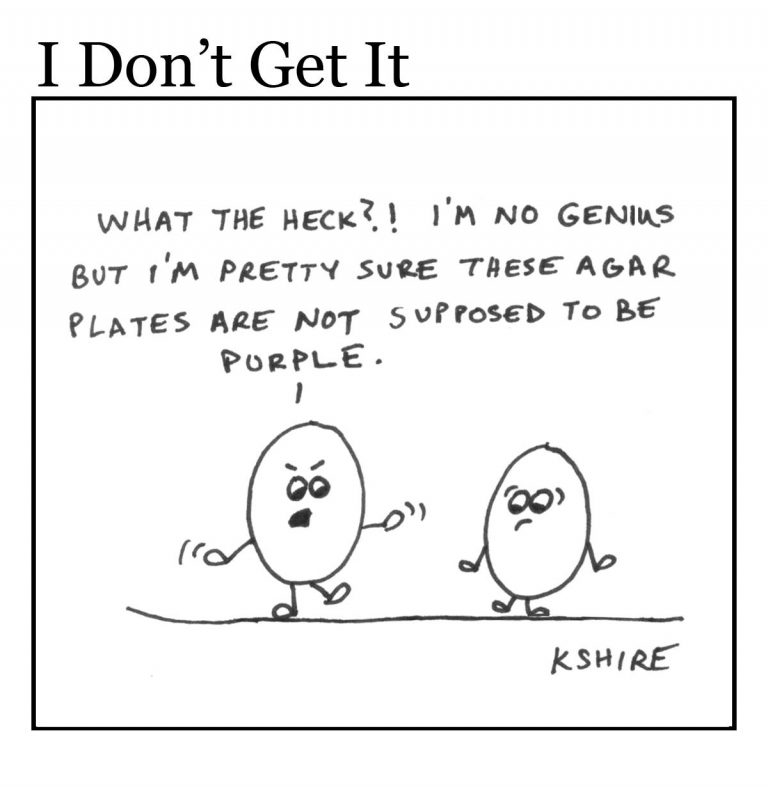 I Don’t Get It
WHAT THE HECK?! I'M NO GENIUS
BUT I'M PRETTY SURE THESE AGAR
PLATES ARE NOT SUPPOSED TO BE
PURPLE.
KSHIRE